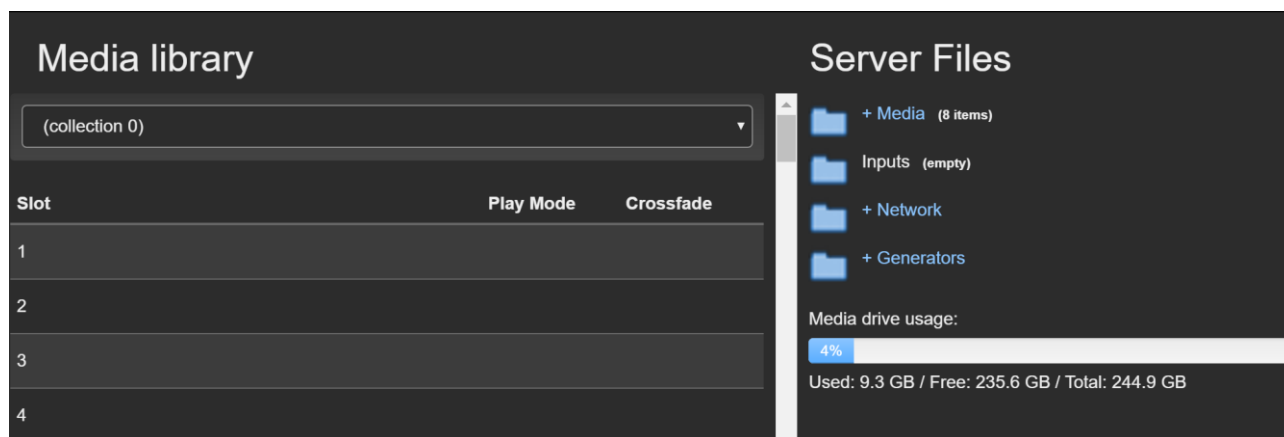 Media library
(collection 0)
Slot Play Mode Crossfade
1
2
3
4
Server Files
+ Media (8 items)
Inputs (empty)
+ Network
+ Generators
Media drive usage:
4%
Used: 9.3 GB / Free: 235.6 GB / Total: 244.9 GB